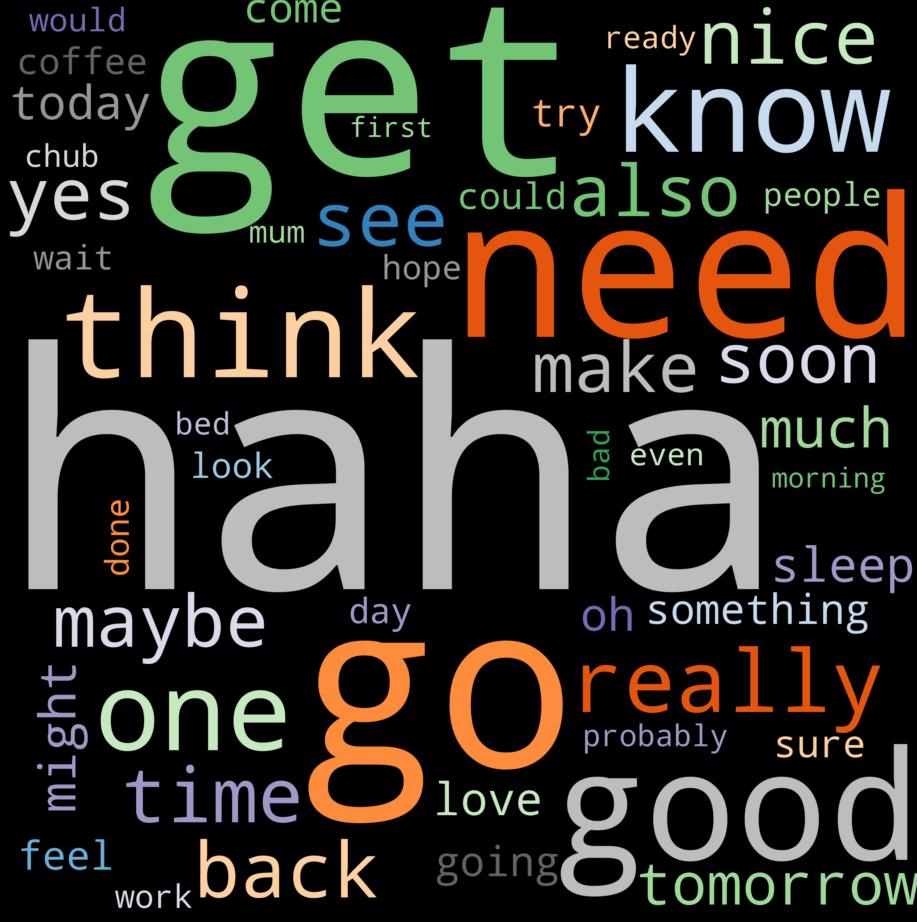 would
come
ready
nice
coffee
get
today
know
try
first
chub
yes
could
also
people
see
need
mum
wait
hope
think
make
soon
haha
bed
much
look
bad
even
morning
done
sleep
maybe
day
oh
something
might
one
go
really
probably
sure
time
good
love
feel
back
going
tomorrow
work